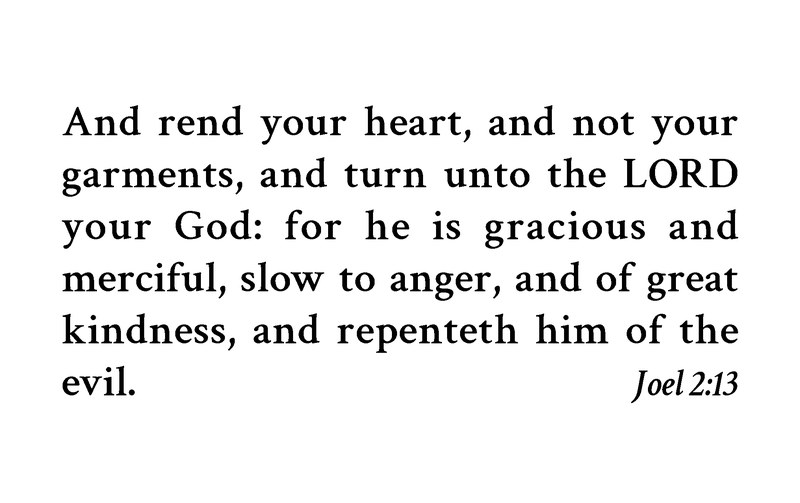 And rend your heart, and not your
garments, and turn unto the LORD
your God: for he is gracious and
merciful, slow to anger, and of great
kindness, and repenteth him of the
evil. Joel 2:13